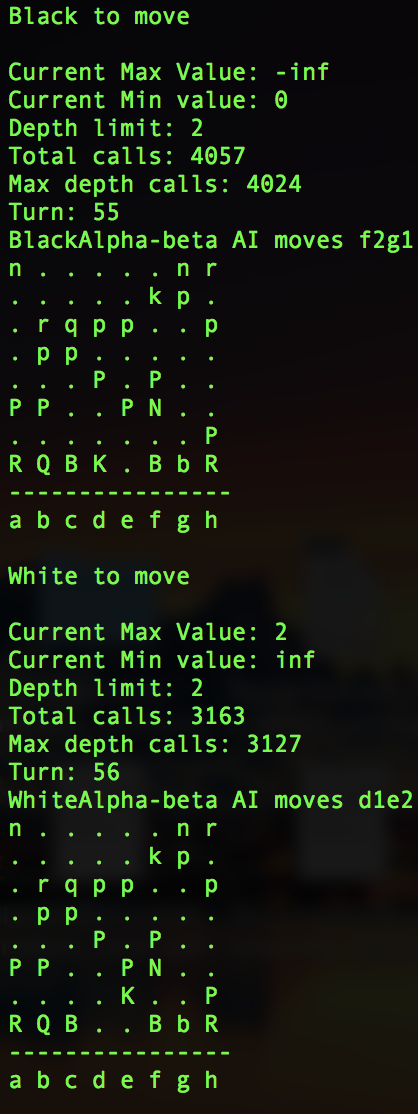 Black to move
Current Max Value: -inf
Current Min value: 0
Depth limit: 2
Total calls: 4057
Max depth calls: 4024
Turn: 55
BlackAlpha-beta AI moves f2g1
n . . . . . n r
. . . . . k p .
. r q p p . . p
. p p . . . . .
. . . P . P . .
P P . . P N . .
. . . . . . . P
R Q B K . B b R
----------------
a b c d e f g h
White to move
Current Max Value: 2
Current Min value: inf
Depth limit: 2
Total calls: 3163
Max depth calls: 3127
Turn: 56
WhiteAlpha-beta AI moves d1e2
n . . . . . n r
. . . . . k p .
. r q p p . . p
. p p . . . . .
. . . P . P . .
P P . . P N . .
. . . . K . . P
R Q B . . B b R
----------------
a b c d e f g h